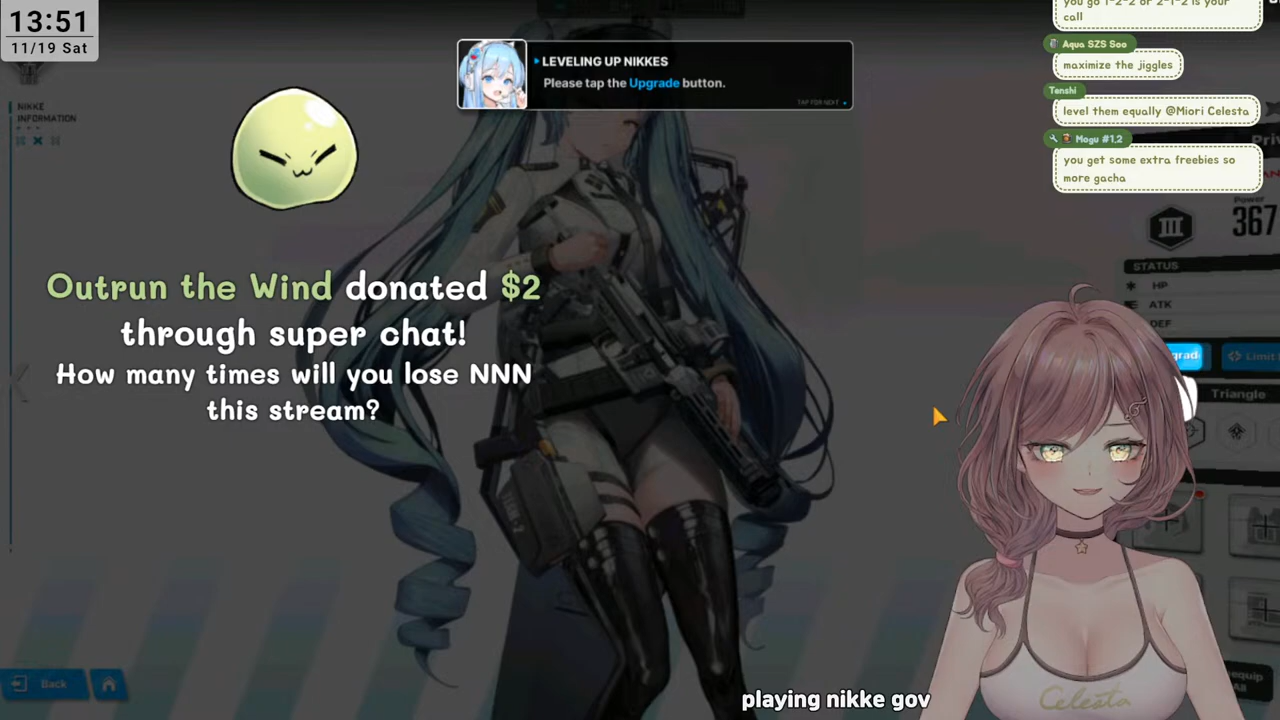 13:51
11/19 Sat
NIKKE
INFORMATION
LEVELING UP NIKKES
Please tap the Upgrade button.
TAP FOR NEXT
you go 1-2-2 or 2-1-2 is your
call
Aqua SZS Soo
maximize the jiggles
Tenshi
level them equally @Miori Celesta
Mogu #1,2
you get some extra freebies so
more gacha
Power
367
III
STATUS
HP
ATK
DEF
Limit
Triangle
Outrun the Wind donated $2
through super chat!
How many times will you lose NNN
this stream?
Celesta
Back
All
playing nikke gov